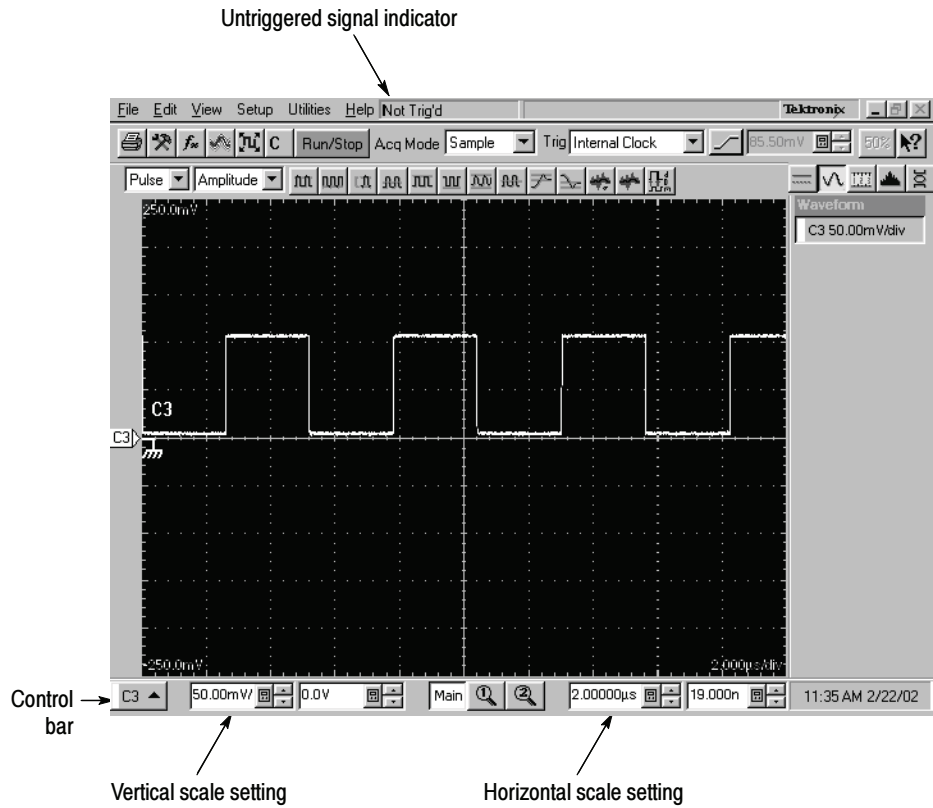 Untriggered signal indicator
File Edit View Setup Utilities Help Not Trig'd Tektronix
C Run/Stop Acq Mode Sample Trig Internal Clock 85.50mV 50% ?
Pulse Amplitude
250.0mV
Waveform
C3 50.00mV/div
C3
C3
-250.0mV 2.000µs/div
C3 50.00mV/ 0.0V Main 1 2 2.00000µs 19.000n 11:35 AM 2/22/02
Control
bar
Vertical scale setting
Horizontal scale setting